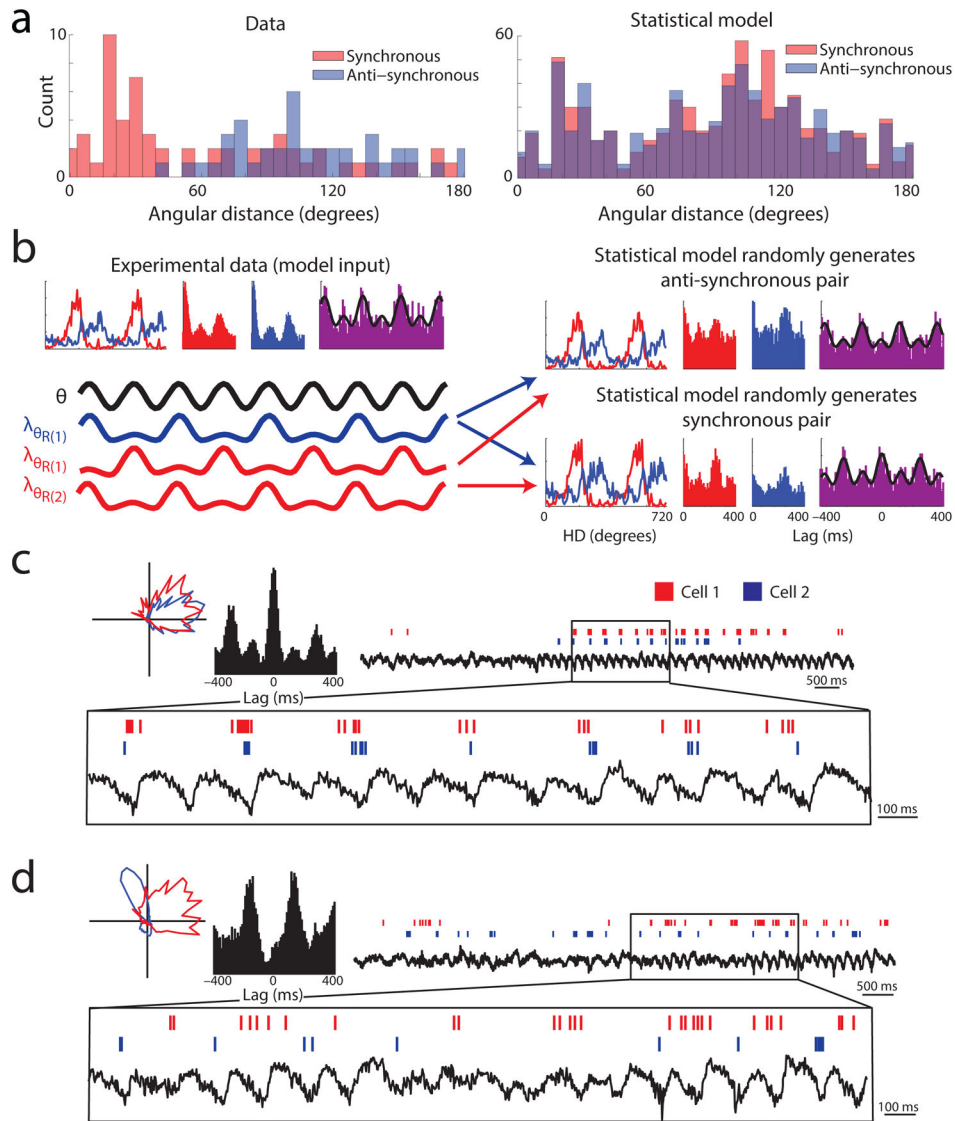 a
Data
10
Synchronous
Anti−synchronous
Count
0
0
60
120
180
Angular distance (degrees)
Statistical model
60
Synchronous
Anti−synchronous
0
0
60
120
180
Angular distance (degrees)
b
Experimental data (model input)
θ
λθR(1)
λθR(1)
λθR(2)
Statistical model randomly generates
anti-synchronous pair
Statistical model randomly generates
synchronous pair
0 720 0 400 0 400 −400 0 400
HD (degrees) Lag (ms)
c
Cell 1 Cell 2
−400 0 400
Lag (ms)
500 ms
100 ms
d
−400 0 400
Lag (ms)
500 ms
100 ms